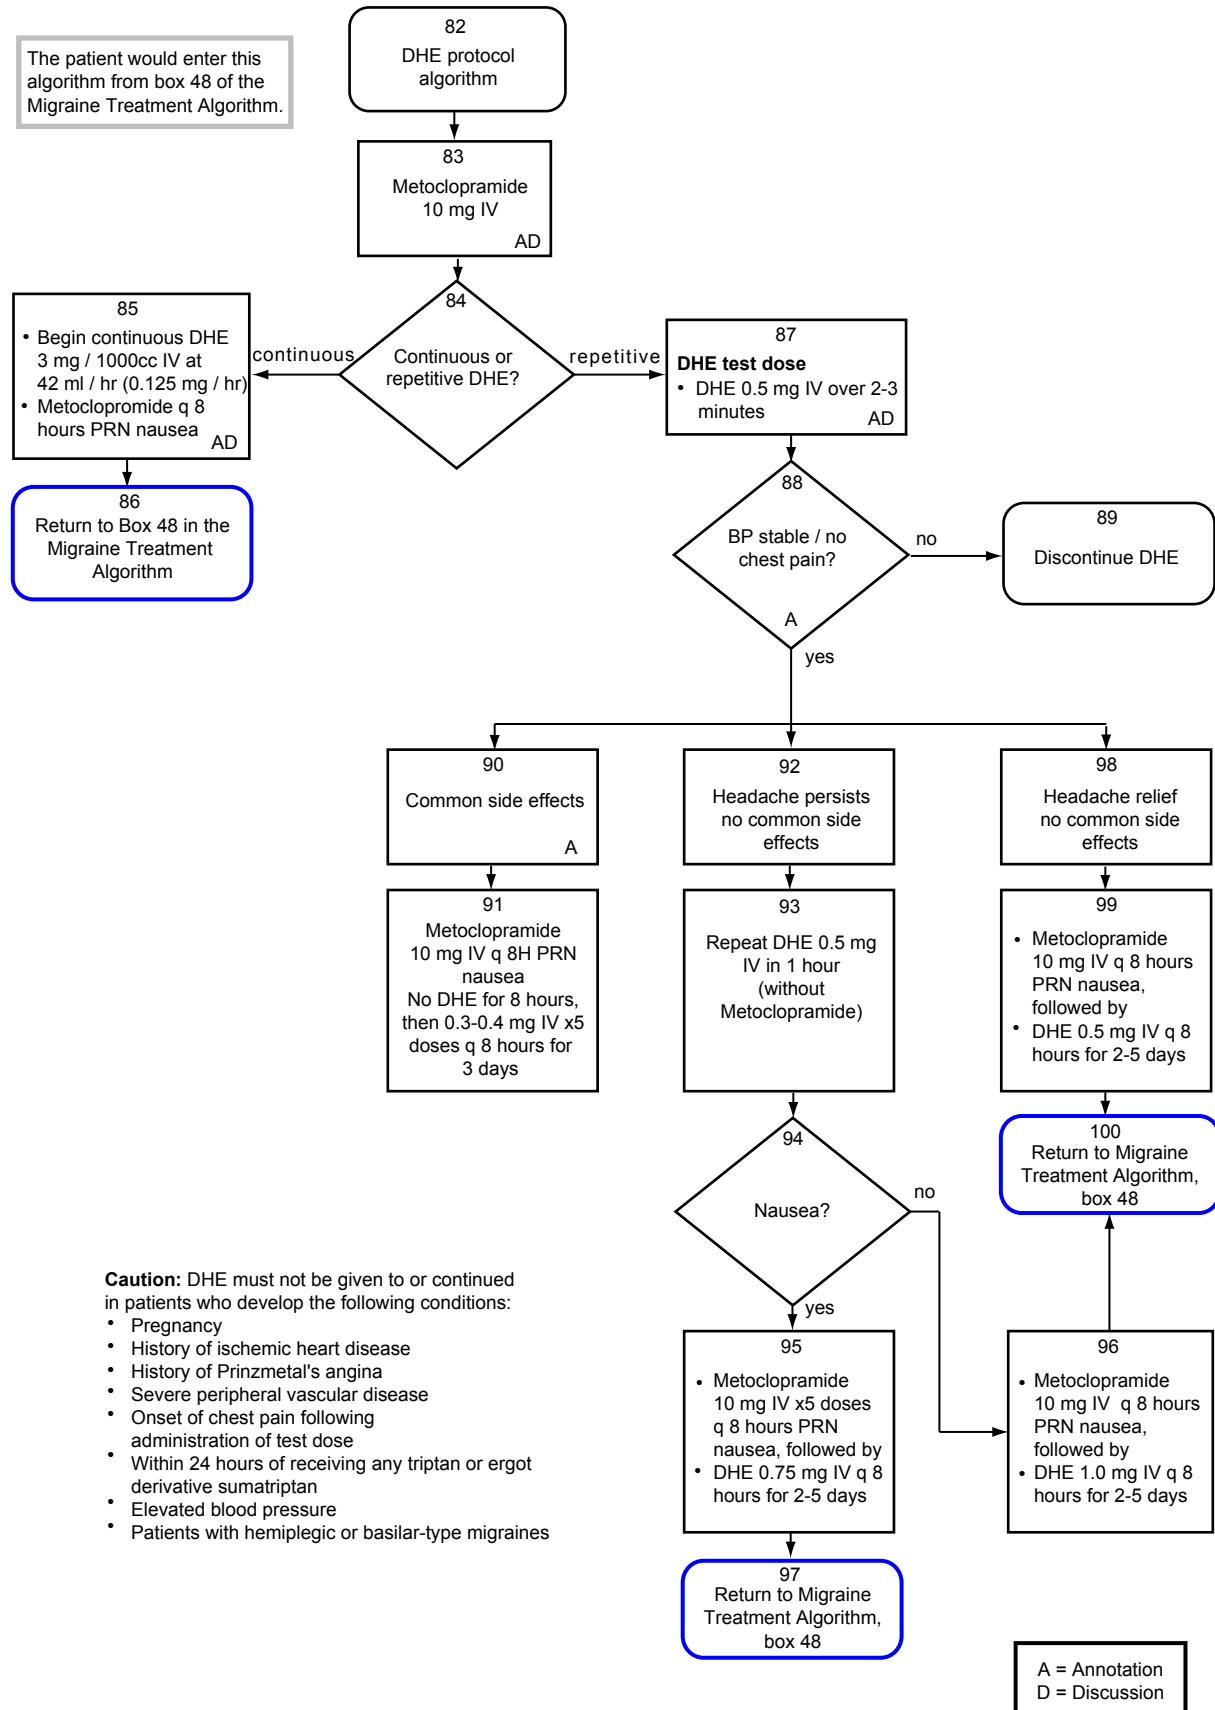 82
DHE protocol
algorithm
The patient would enter this
algorithm from box 48 of the
Migraine Treatment Algorithm.
83
Metoclopramide
10 mg IV
AD
84
Continuous or
repetitive DHE?
continuous
repetitive
85
• Begin continuous DHE
3 mg / 1000cc IV at
42 ml / hr (0.125 mg / hr)
• Metoclopromide q 8
hours PRN nausea
AD
86
Return to Box 48 in the
Migraine Treatment
Algorithm
87
DHE test dose
• DHE 0.5 mg IV over 2-3
minutes
AD
88
BP stable / no
chest pain?
A
no
yes
89
Discontinue DHE
90
Common side effects
A
91
Metoclopramide
10 mg IV q 8H PRN
nausea
No DHE for 8 hours,
then 0.3-0.4 mg IV x5
doses q 8 hours for
3 days
92
Headache persists
no common side
effects
93
Repeat DHE 0.5 mg
IV in 1 hour
(without
Metoclopramide)
94
Nausea?
no
yes
95
• Metoclopramide
10 mg IV x5 doses
q 8 hours PRN
nausea, followed by
• DHE 0.75 mg IV q 8
hours for 2-5 days
97
Return to Migraine
Treatment Algorithm,
box 48
98
Headache relief
no common side
effects
99
• Metoclopramide
10 mg IV q 8 hours
PRN nausea,
followed by
• DHE 0.5 mg IV q 8
hours for 2-5 days
100
Return to Migraine
Treatment Algorithm,
box 48
96
• Metoclopramide
10 mg IV q 8 hours
PRN nausea,
followed by
• DHE 1.0 mg IV q 8
hours for 2-5 days
Caution: DHE must not be given to or continued
in patients who develop the following conditions:
• Pregnancy
• History of ischemic heart disease
• History of Prinzmetal's angina
• Severe peripheral vascular disease
• Onset of chest pain following
administration of test dose
• Within 24 hours of receiving any triptan or ergot
derivative sumatriptan
• Elevated blood pressure
• Patients with hemiplegic or basilar-type migraines
A = Annotation
D = Discussion